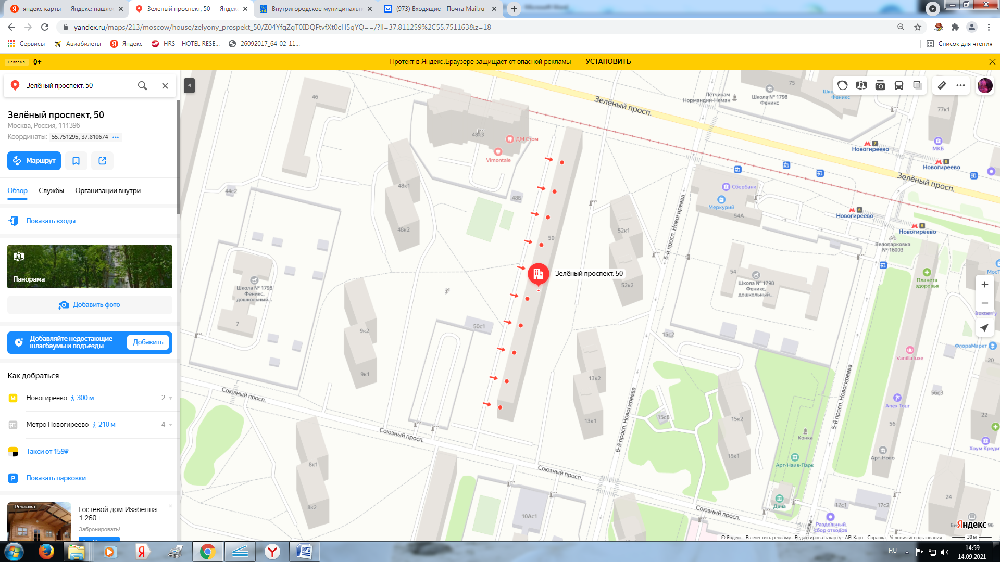 яндекс карты — Яндекс: нашло
Зелёный проспект, 50 — Яндекс
Внутригородское муниципальн
(973) Входящие - Почта Mail.ru
yandex.ru/maps/213/moscow/house/zelyony_prospekt_50/Z04YfgZgT0IDQFtvfXt0cH5qYQ==/?ll=37.811259%2C55.751163&z=18
Сервисы
Авиабилеты
Яндекс
HRS – HOTEL RESE...
26092017_64-02-11...
Список для чтения
Реклама
0+
Протект в Яндекс.Браузере защищает от опасной рекламы
УСТАНОВИТЬ
Зелёный проспект, 50
Зелёный проспект, 50
Москва, Россия, 111396
Координаты: 55.751295, 37.810674 •••
Маршрут
Обзор
Службы
Организации внутри
Показать входы
Панорама
Добавить фото
Добавляйте недостающие
шлагбаумы и подъезды
Добавить
Как добраться
Новогиреево 300 м 2
Метро Новогиреево 210 м 4
Такси от 159₽
Показать парковки
Реклама
Гостевой дом Изабелла.
1 260
Забронировать!
46
48к3
ДМ Стом
Vimontale
Зелёный просп.
Лётчикам
Нормандии-Неман
Школа № 1798
Феникс
75
Феникс
77к1
МКБ
7
Новогиреево
8
Новогиреево
Зелёный просп.
44с2
48к1
48Б
48к2
50
52к1
52к2
6-й просп. Новогиреева
Сбербанк
Меркурий
54А
6
Новогиреево
5
Новогиреево
Велопарковка
№ 16003
Планета
здоровья
Boxberry
Школа № 1798
Феникс,
дошкольный...
7
Зелёный проспект, 50
54
Школа № 1798
Феникс,
дошкольный...
9к2
9к1
50с1
15с2
13к2
13к1
ФлораМаркт
20
Vanilla luxe
5-й просп. Новогиреева
6-й просп. Новогиреева
Союзный просп.
Союзный просп.
Союзный просп.
Союзный просп.
8к1
8к2
10Ас1
15с8
15к2
15к1
Конка
Арт-Наив-Парк
Дача
Anex Tour
56
56с3
22
Хоум Кредит
Арт-Ново
17с1
17с2
24
Раздельный
сбор отходов
Новогиреева
96
Яндекс
© Яндекс Разместить рекламу Редактировать карту API Карт Справка Условия использования
30 м
RU
14:59
14.09.2021